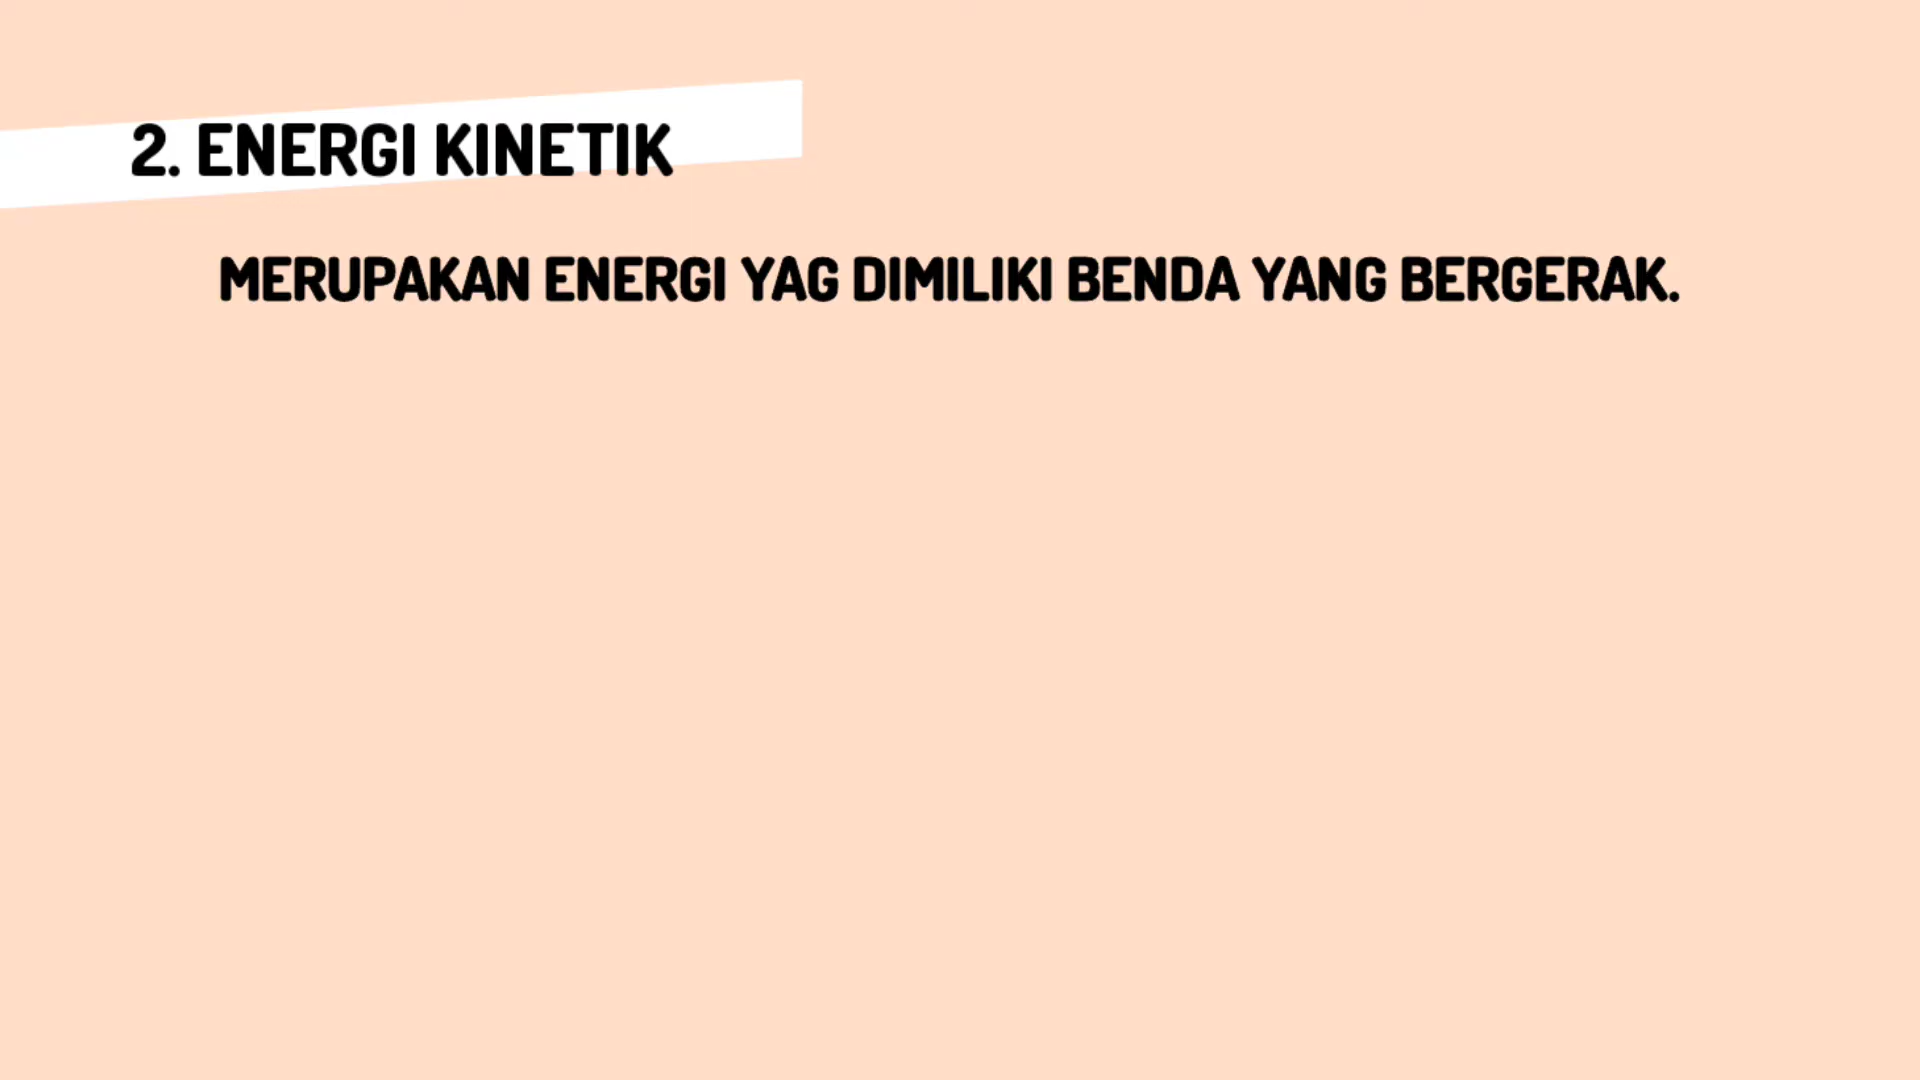 2. ENERGI KINETIK
MERUPAKAN ENERGI YAG DIMILIKI BENDA YANG BERGERAK.